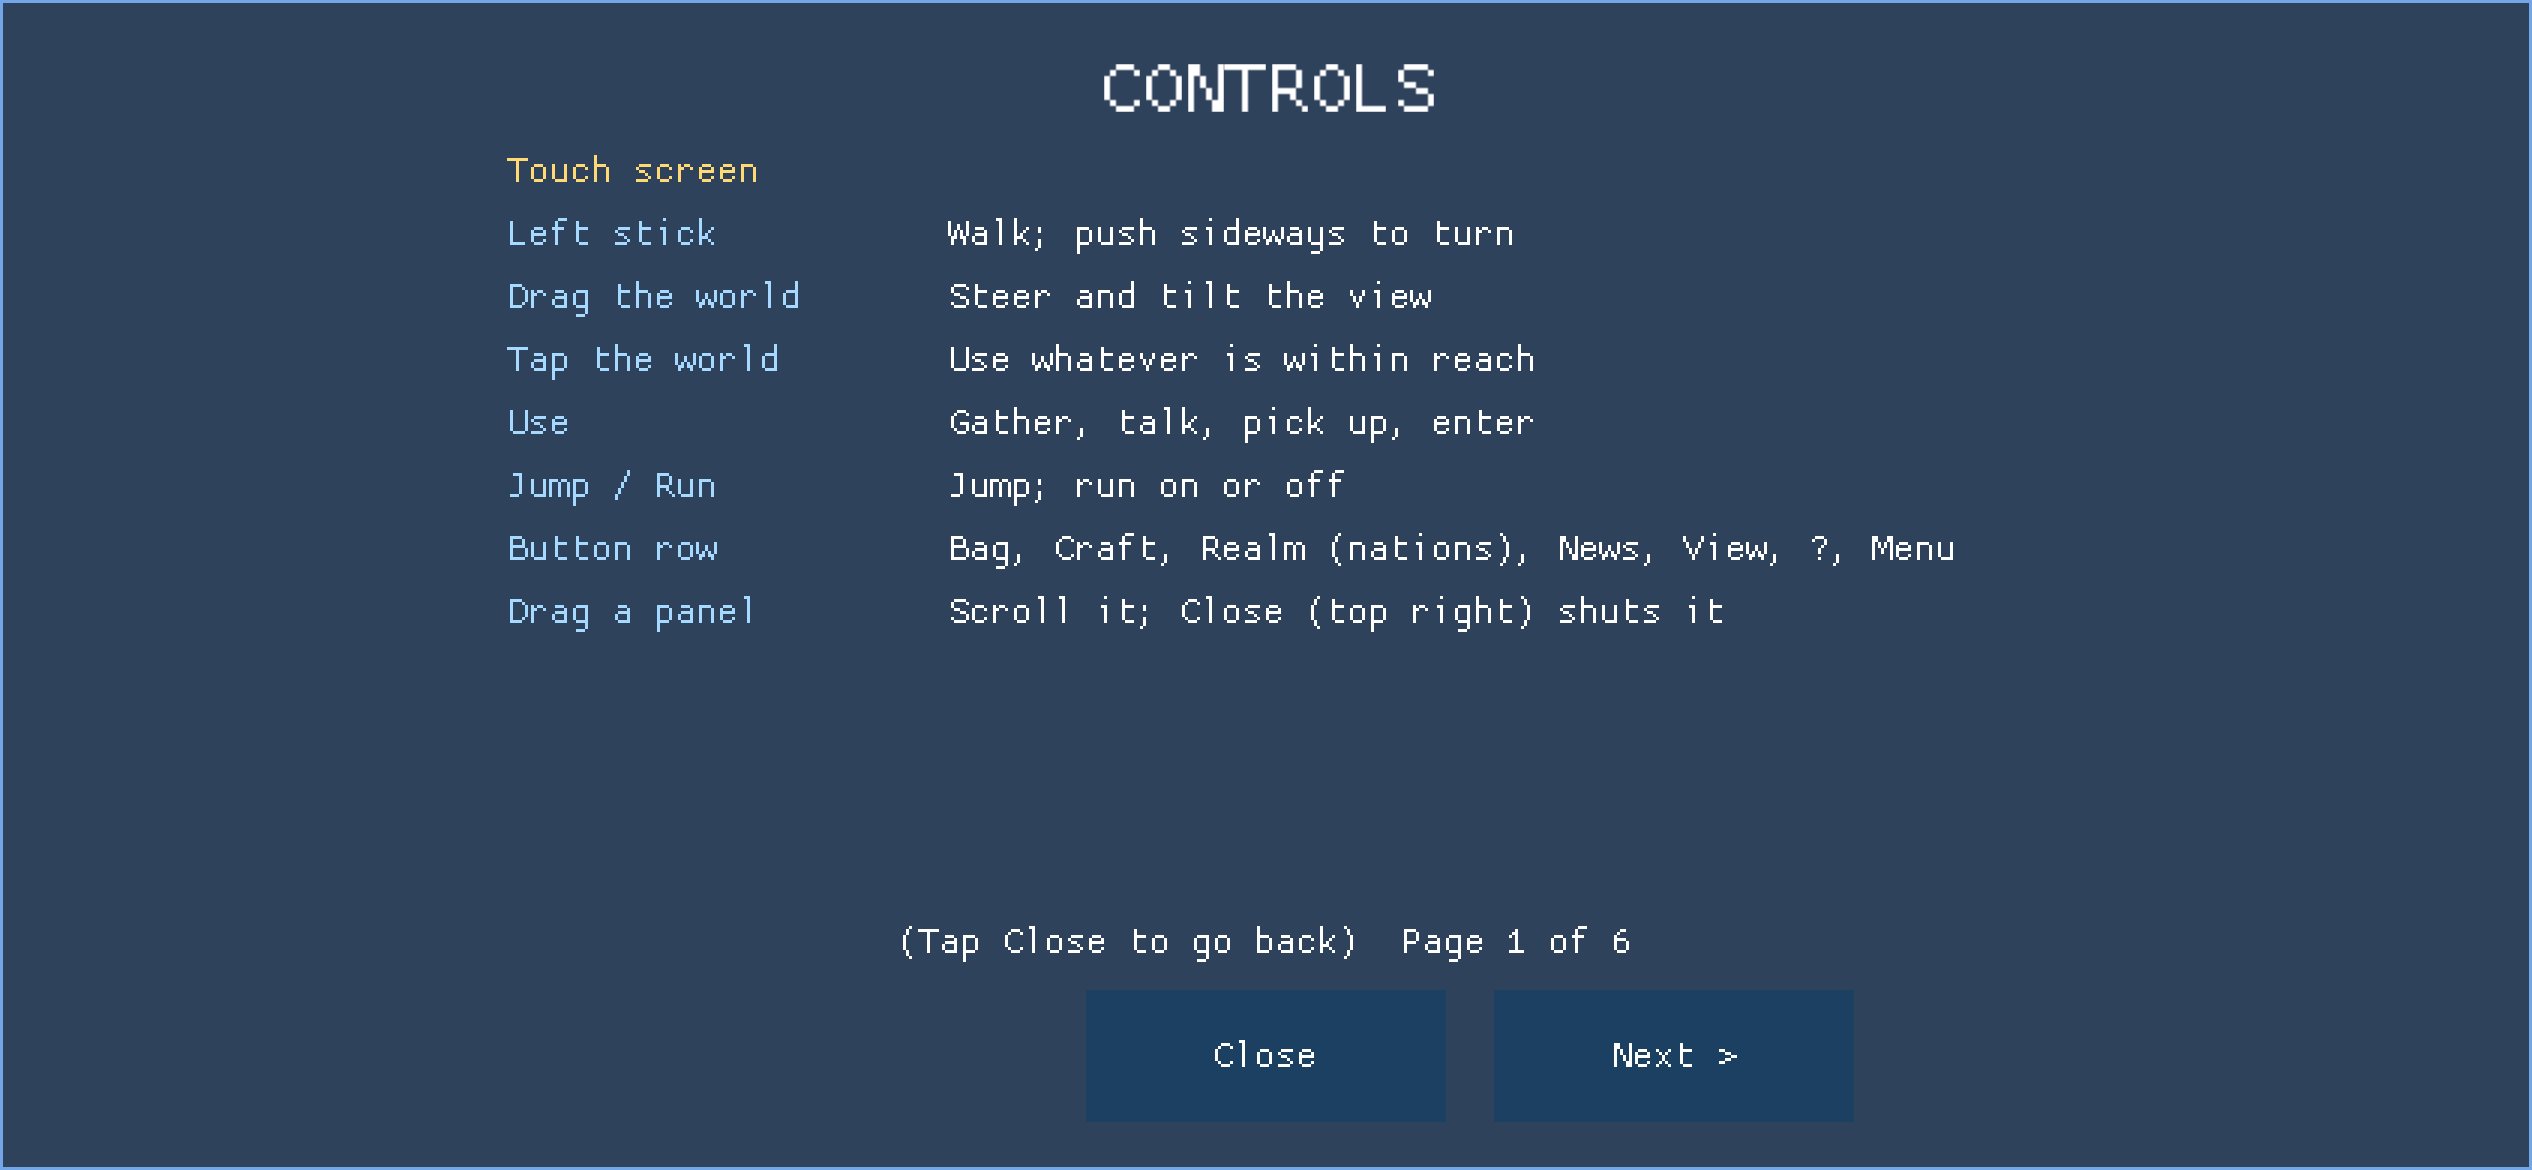 CONTROLS
Touch screen
Left stick Walk; push sideways to turn
Drag the world Steer and tilt the view
Tap the world Use whatever is within reach
Use Gather, talk, pick up, enter
Jump / Run Jump; run on or off
Button row Bag, Craft, Realm (nations), News, View, ?, Menu
Drag a panel Scroll it; Close (top right) shuts it
(Tap Close to go back) Page 1 of 6
Close Next >